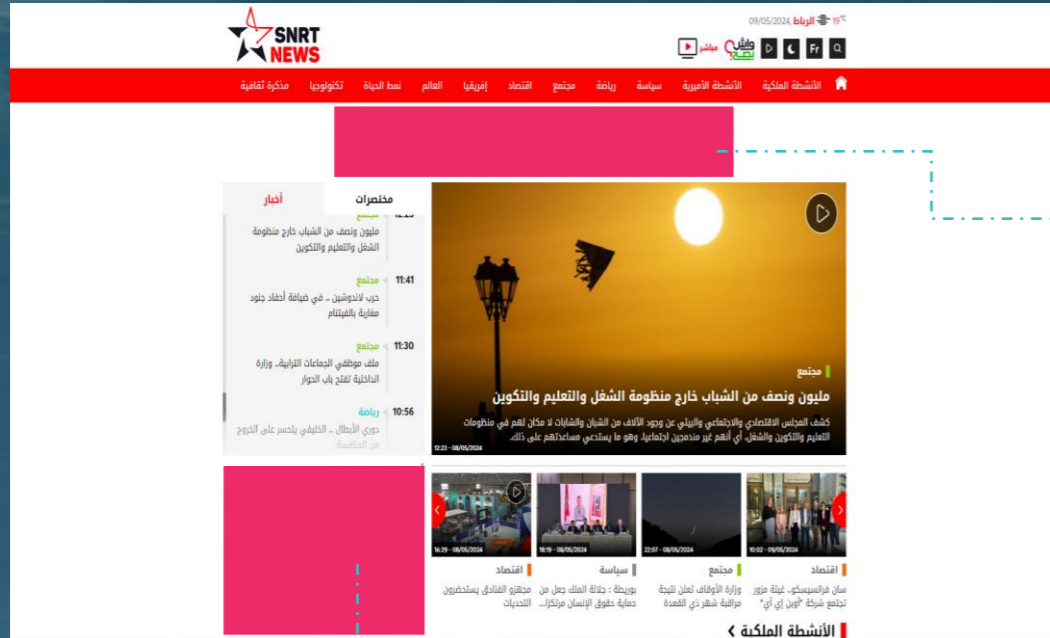 SNRT
NEWS
19°C الرباط 09/05/2024,
Fr
واش بصح؟
مباشر
الأنشطة الملكية
الأنشطة الأميرية
سياسة
رياضة
مجتمع
اقتصاد
إفريقيا
العالم
نمط الحياة
تكنولوجيا
مذكرة ثقافية
مختصرات
أخبار
مجتمع
مليون ونصف من الشباب خارج منظومة
الشغل والتعليم والتكوين
11:41 > مجتمع
حرب لاندوشين .. في ضيافة أحفاد جنود
مغاربة بالفيتنام
11:30 > مجتمع
ملف موظفي الجماعات الترابية.. وزارة
الداخلية تفتح باب الحوار
10:56 > رياضة
دوري الأبطال .. الخليفي يتحسر على الخروج
من المنافسة
مجتمع
مليون ونصف من الشباب خارج منظومة الشغل والتعليم والتكوين
كشف المجلس الاقتصادي والاجتماعي والبيئي عن وجود الآلاف من الشبان والشابات لا مكان لهم في منظومات
التعليم والتكوين والشغل، أي أنهم غير مندمجين اجتماعيا، وهو ما يستدعي مساعدتهم على ذلك.
12:23 - 08/05/2024
10:02 - 09/05/2024
اقتصاد
سان فرانسيسكو.. غيثة مزور
تجتمع شركة "أوبن إي آي"
22:07 - 08/05/2024
مجتمع
وزارة الأوقاف تعلن نتيجة
مراقبة شهر ذي القعدة
18:19 - 08/05/2024
سياسة
بوريطة : جلالة الملك جعل من
حماية حقوق الإنسان مرتكزا...
16:29 - 08/05/2024
اقتصاد
مجهزو الفنادق يستحضرون
التحديات
الأنشطة الملكية >